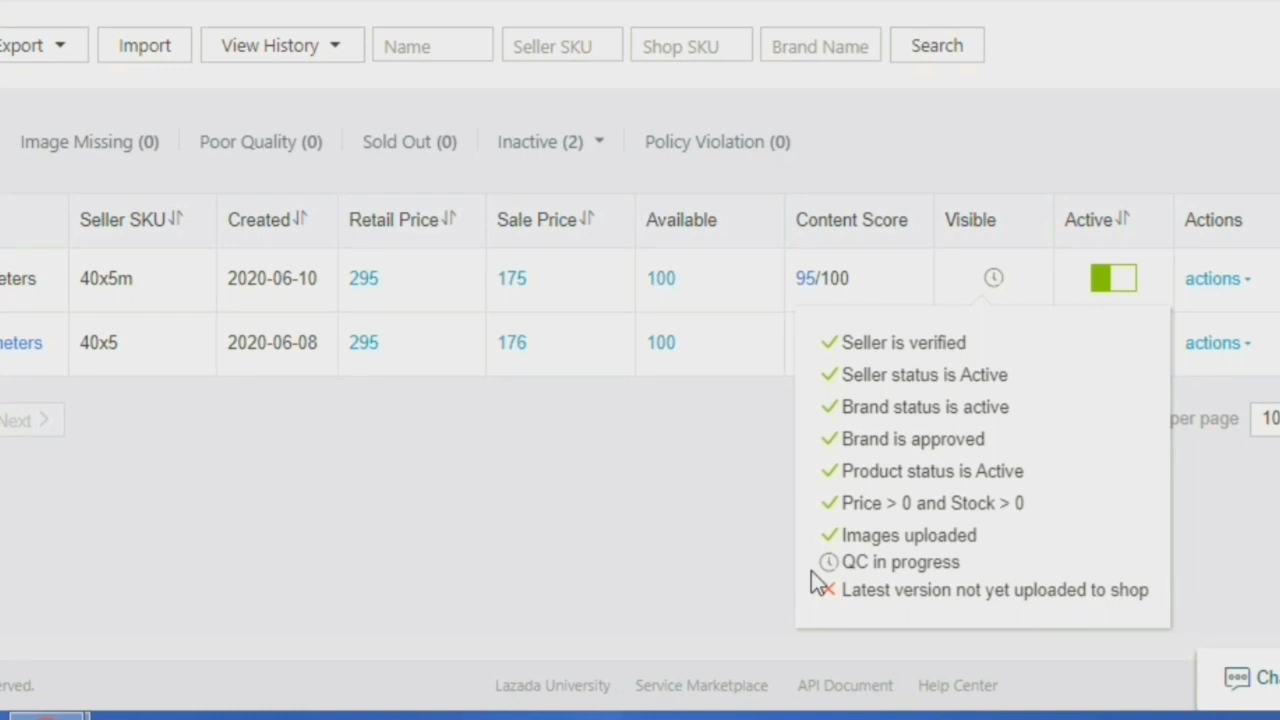 Export Import View History Name Seller SKU Shop SKU Brand Name Search
Image Missing (0) Poor Quality (0) Sold Out (0) Inactive (2) Policy Violation (0)
Seller SKU Created Retail Price Sale Price Available Content Score Visible Active Actions
eters 40x5m 2020-06-10 295 175 100 95/100 actions
neters 40x5 2020-06-08 295 176 100 actions
Seller is verified
Seller status is Active
Brand status is active
Brand is approved
Product status is Active
Price > 0 and Stock > 0
Images uploaded
QC in progress
Latest version not yet uploaded to shop
Next > per page 10
erved. Lazada University Service Marketplace API Document Help Center
Cha